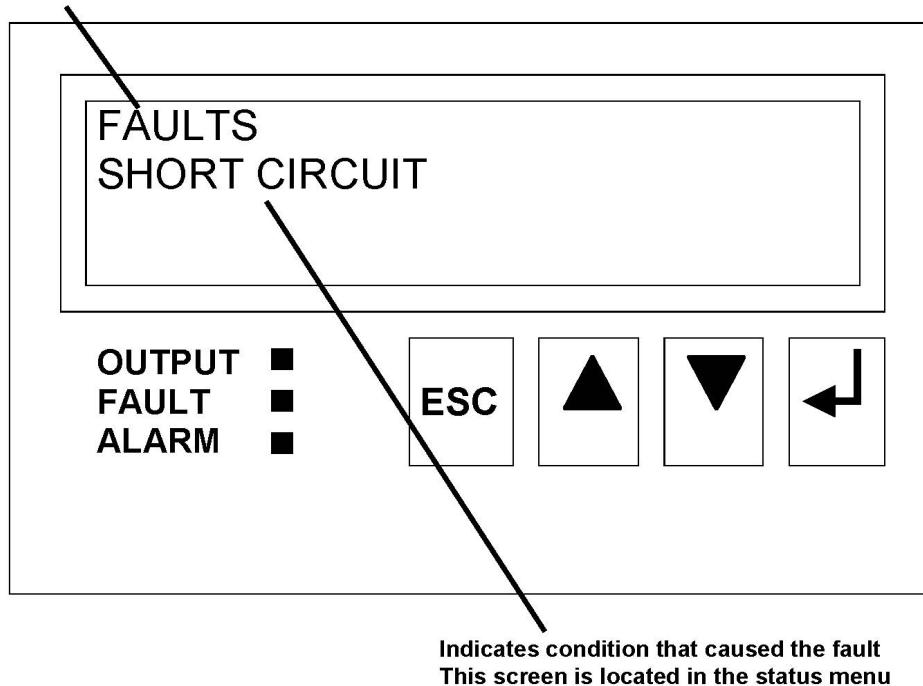 FAULTS
SHORT CIRCUIT
OUTPUT
FAULT
ALARM
ESC
Indicates condition that caused the fault
This screen is located in the status menu